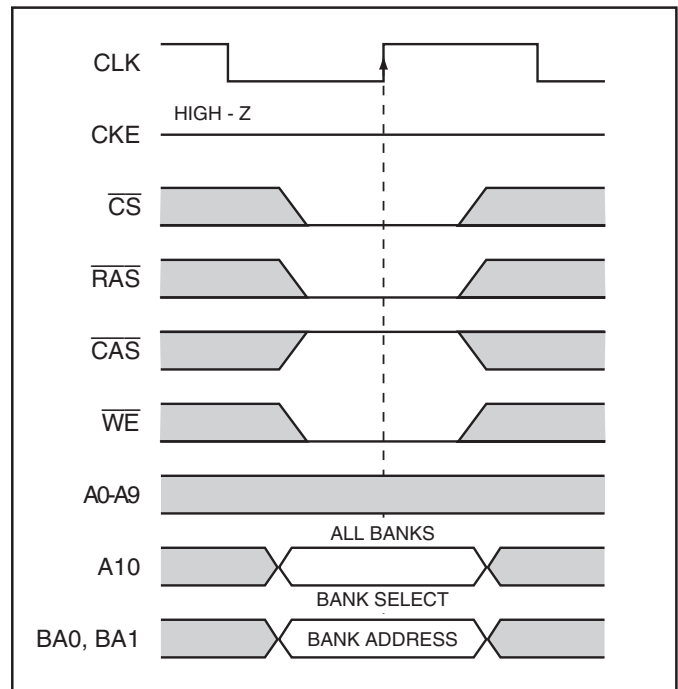 CLK
HIGH - Z
CKE
CS
RAS
CAS
WE
A0-A9
ALL BANKS
A10
BANK SELECT
BA0, BA1
BANK ADDRESS